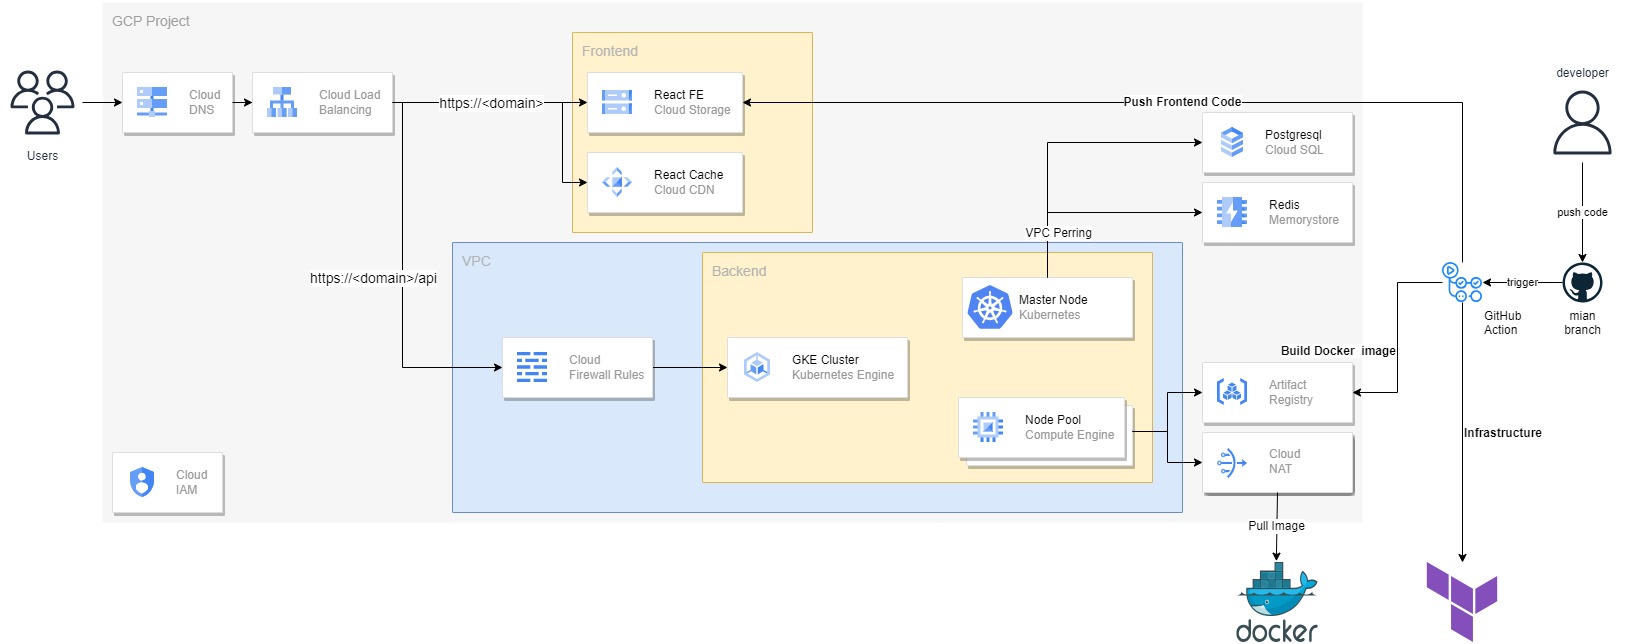 GCP Project
Frontend
developer
Cloud
DNS
Cloud Load
Balancing
https://<domain>
React FE
Cloud Storage
Push Frontend Code
Users
Postgresql
Cloud SQL
React Cache
Cloud CDN
Redis
Memorystore
push code
VPC Perring
VPC
Backend
https://<domain>/api
Master Node
Kubernetes
trigger
GitHub
Action
mian
branch
Cloud
Firewall Rules
GKE Cluster
Kubernetes Engine
Build Docker image
Artifact
Registry
Node Pool
Compute Engine
Infrastructure
Cloud
NAT
Cloud
IAM
Pull Image
docker